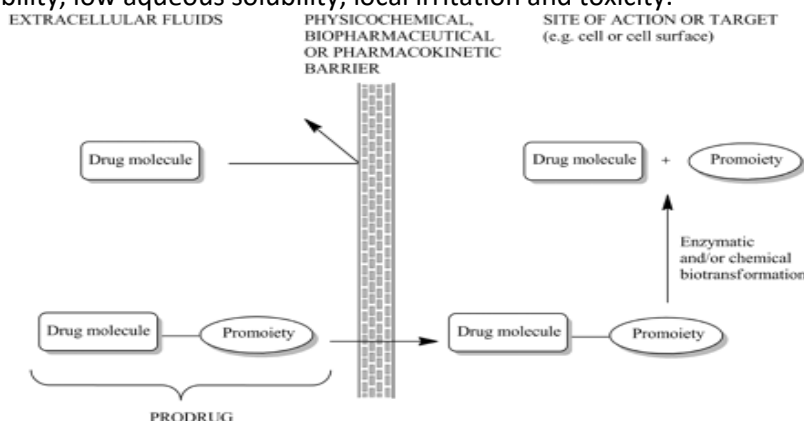 bility, low aqueous solubility, local irritation and toxicity.
EXTRACELLULAR FLUIDS
PHYSICOCHEMICAL,
BIOPHARMACEUTICAL
OR PHARMACOKINETIC
BARRIER
SITE OF ACTION OR TARGET
(e.g. cell or cell surface)
Drug molecule
Drug molecule + Promoiety
Enzymatic
and/or chemical
biotransformation
Drug molecule Promoiety
Drug molecule Promoiety
PRODRUG